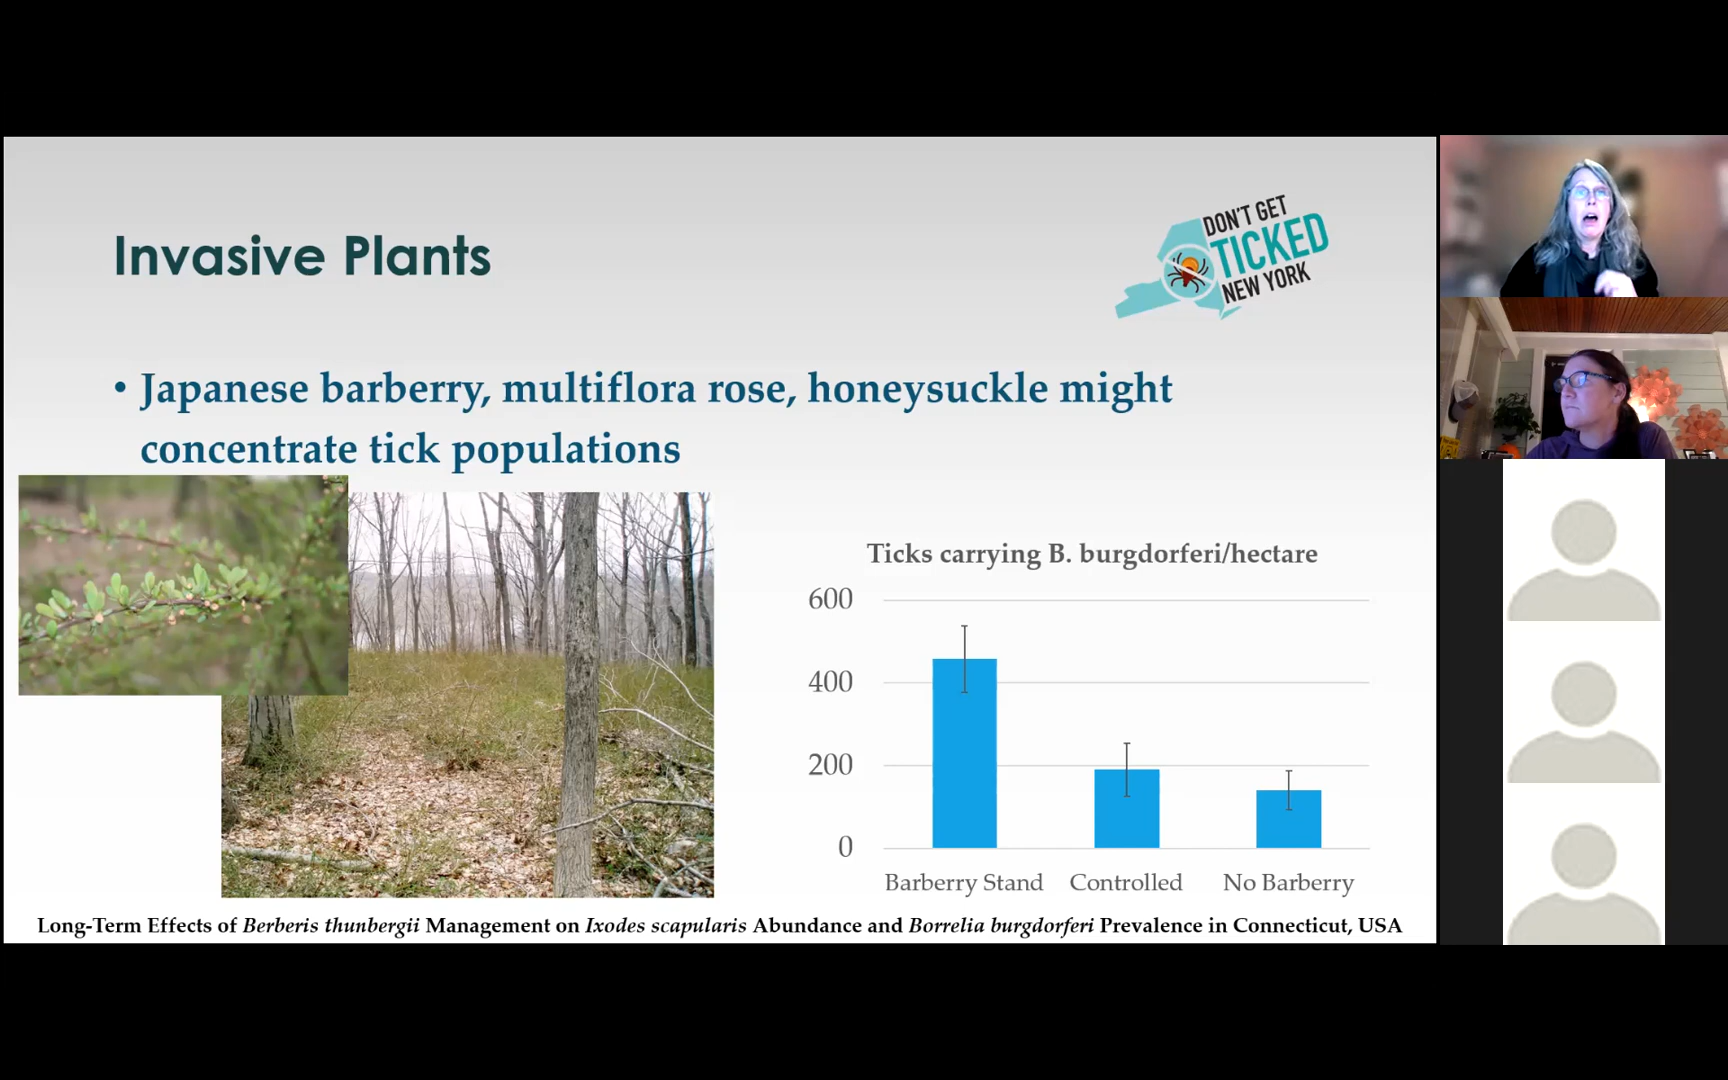 Invasive Plants
DON'T GET
TICKED
NEW YORK
• Japanese barberry, multiflora rose, honeysuckle might
concentrate tick populations
Ticks carrying B. burgdorferi/hectare
600
400
200
0
Barberry Stand Controlled No Barberry
Long-Term Effects of Berberis thunbergii Management on Ixodes scapularis Abundance and Borrelia burgdorferi Prevalence in Connecticut, USA